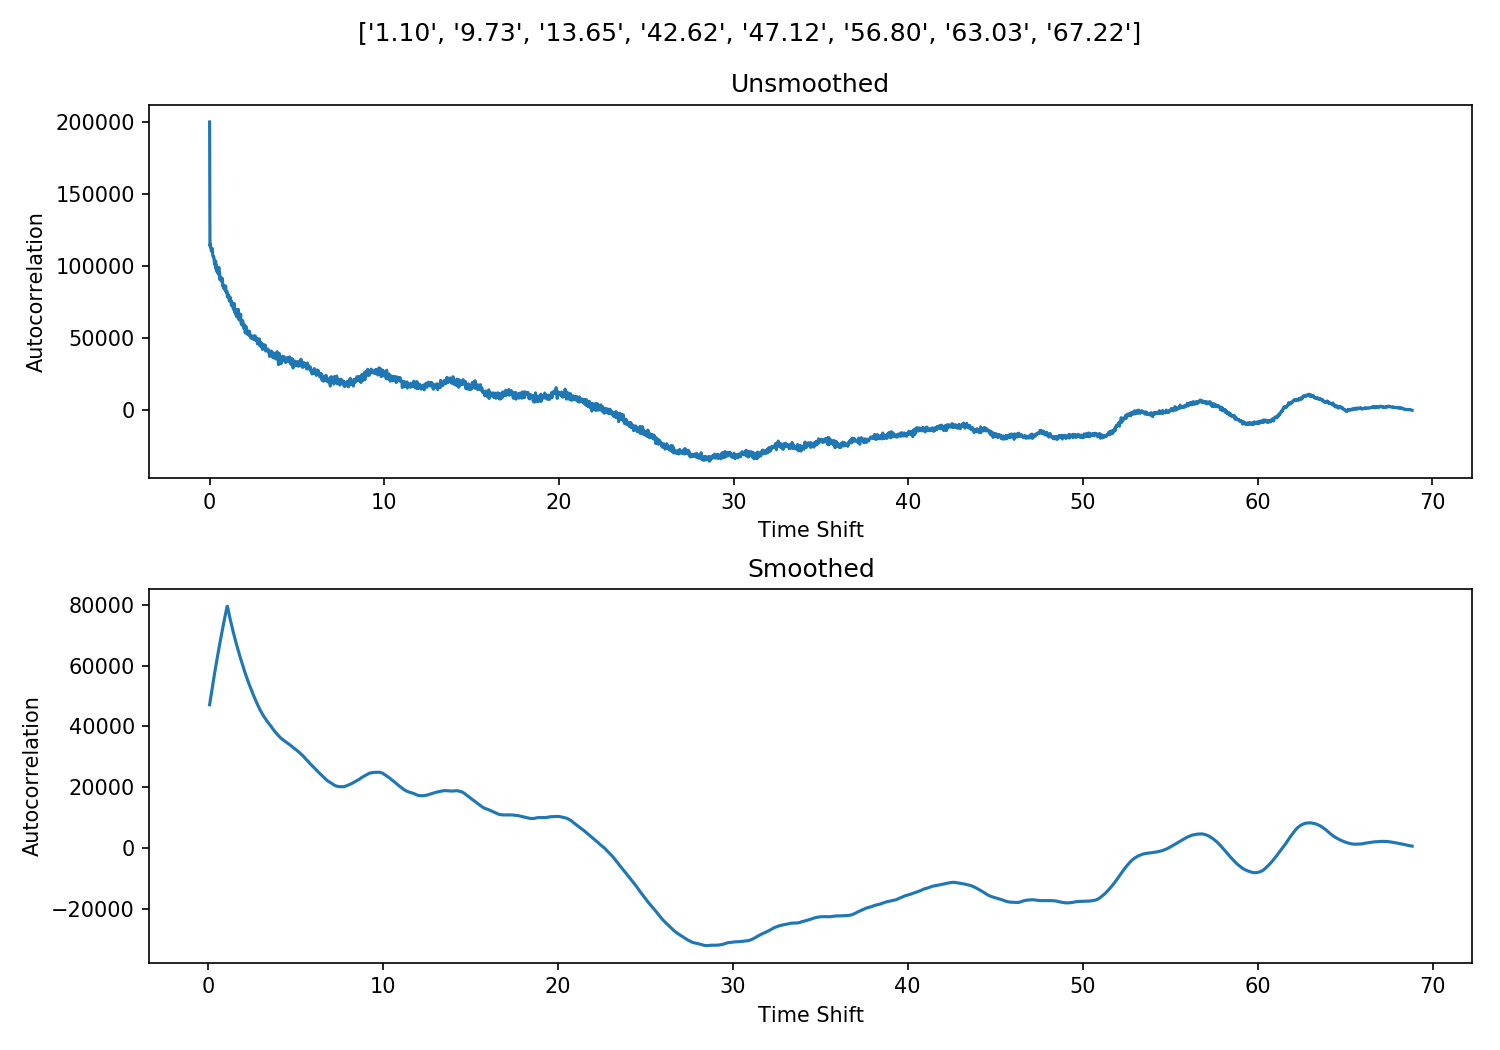 ['1.10', '9.73', '13.65', '42.62', '47.12', '56.80', '63.03', '67.22']
Unsmoothed
Autocorrelation
200000
150000
100000
50000
0
0 10 20 30 40 50 60 70
Time Shift
Smoothed
Autocorrelation
80000
60000
40000
20000
0
−20000
0 10 20 30 40 50 60 70
Time Shift